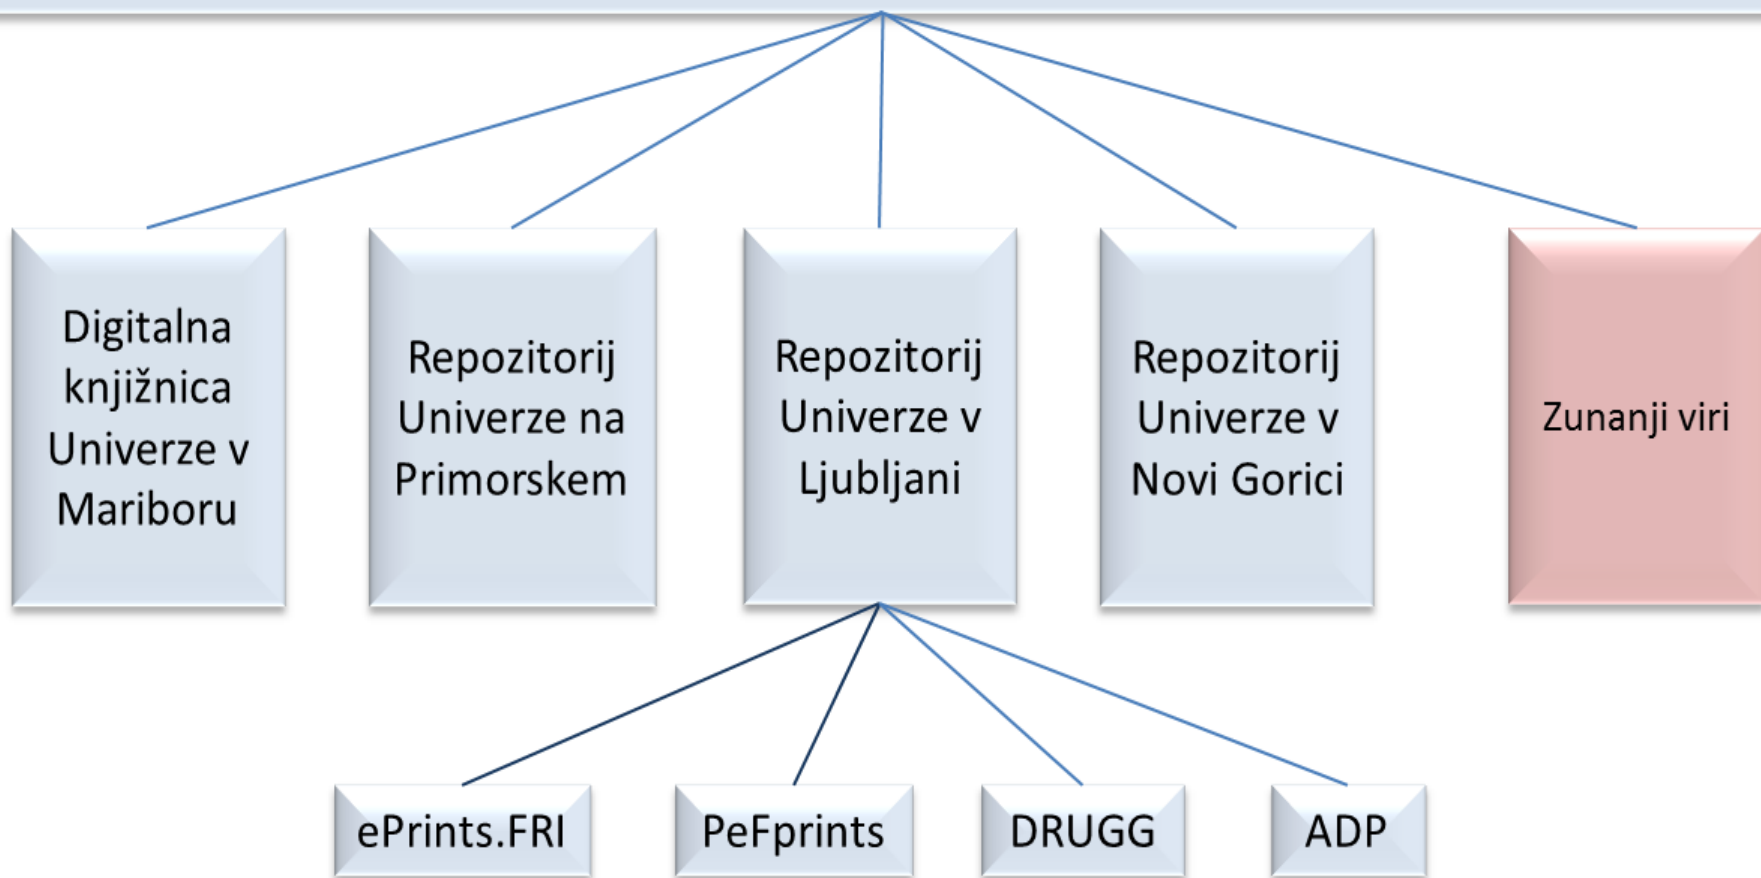 Digitalna
knjižnica
Univerze v
Mariboru
Repozitorij
Univerze na
Primorskem
Repozitorij
Univerze v
Ljubljani
Repozitorij
Univerze v
Novi Gorici
Zunanji viri
ePrints.FRI
PeFprints
DRUGG
ADP